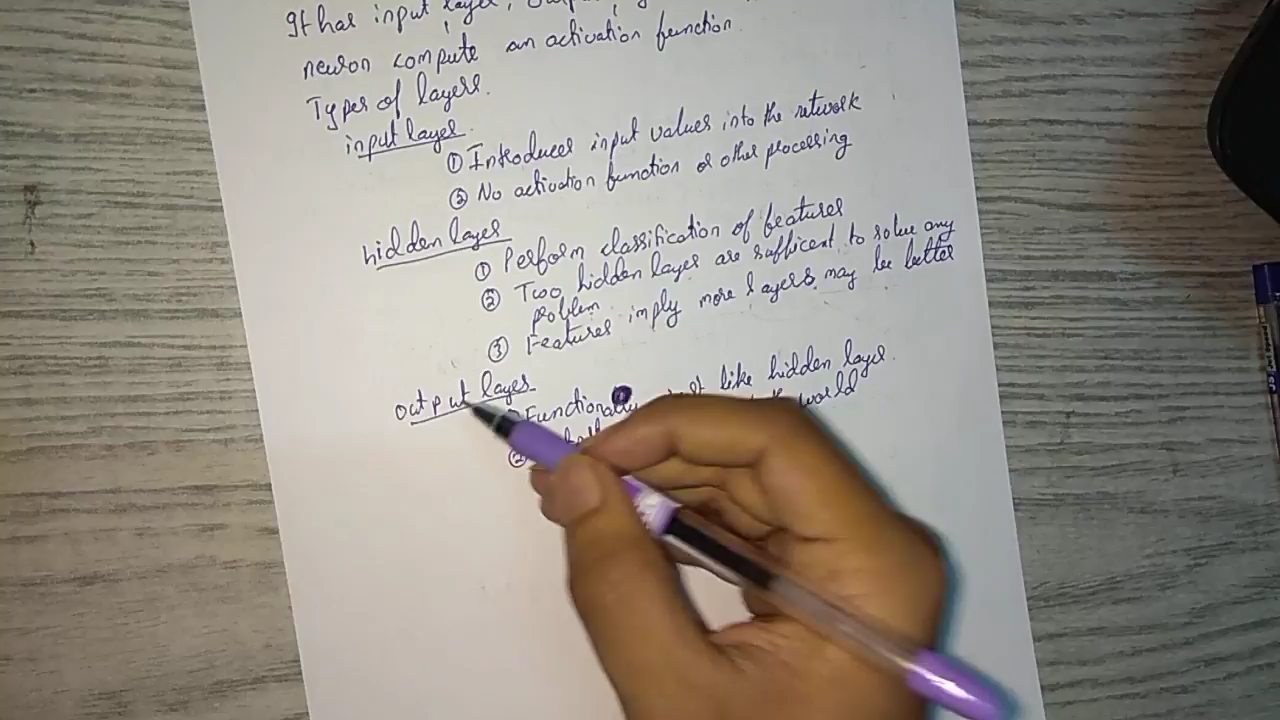 It has input layer,
neuron compute an activation function.
Types of layers.
input layer.
① Introduces input values into the network
② No activation function or other processing
hidden layer
① Perform classification of features
② Two hidden layer are sufficent to solve any
problem.
③ Features imply more layers may be better
output layer
Functionally like hidden layer.
② world